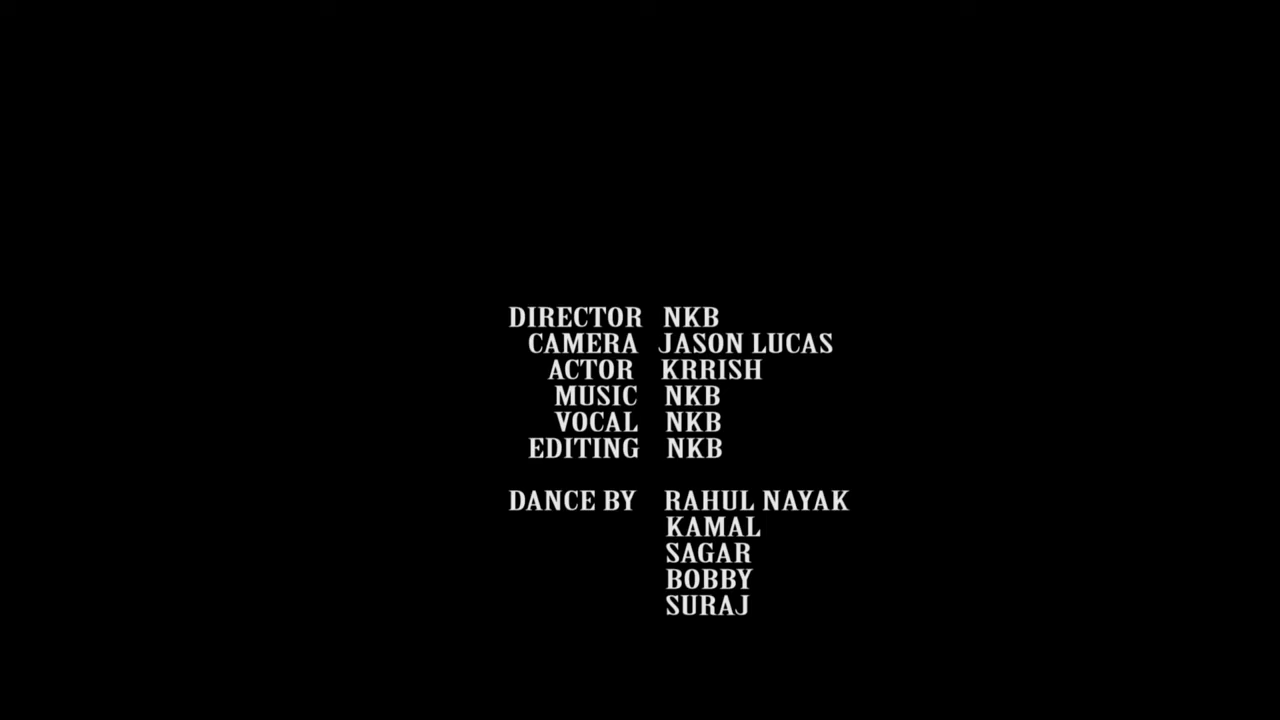 DIRECTOR NKB
CAMERA JASON LUCAS
ACTOR KRRISH
MUSIC NKB
VOCAL NKB
EDITING NKB
DANCE BY RAHUL NAYAK
KAMAL
SAGAR
BOBBY
SURAJ